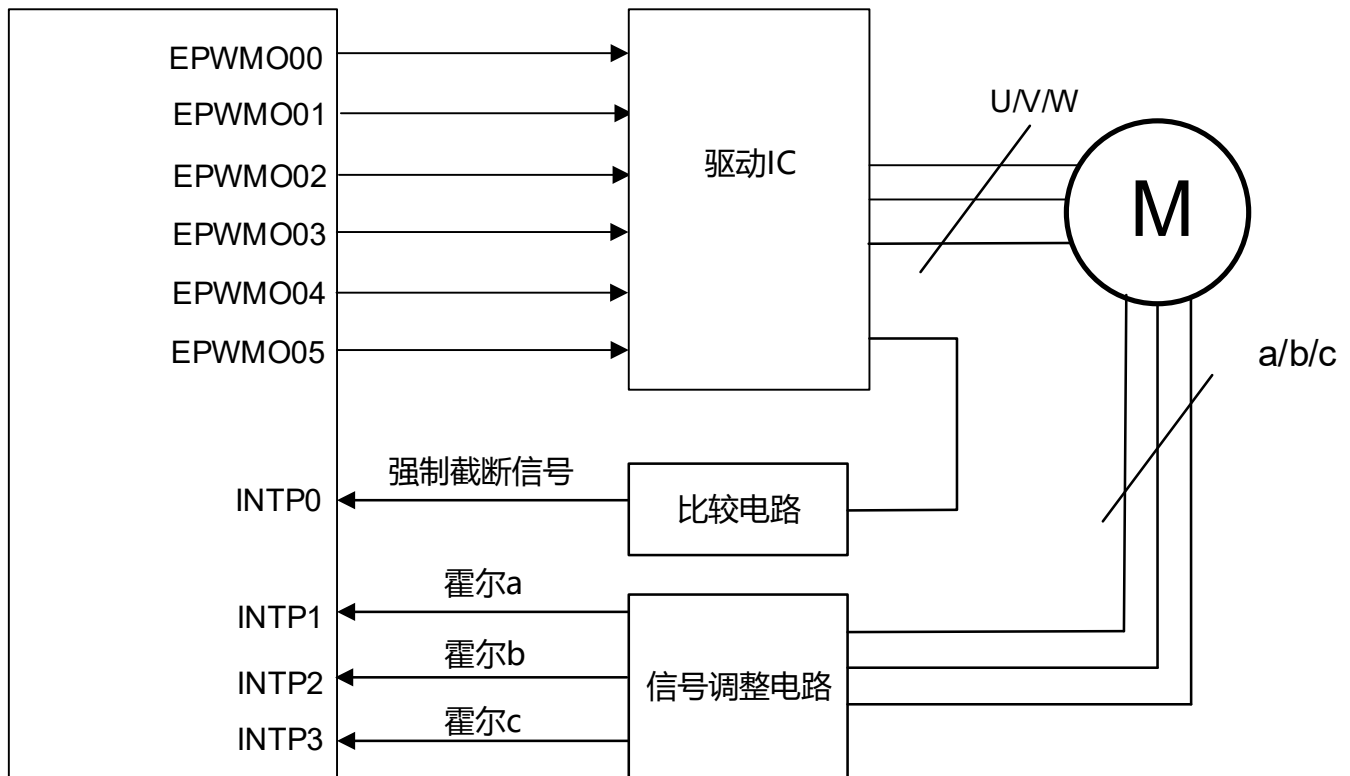 EPWMO00
EPWMO01
EPWMO02
EPWMO03
EPWMO04
EPWMO05
驱动IC
U/V/W
M
a/b/c
INTP0
强制截断信号
比较电路
INTP1
霍尔a
INTP2
霍尔b
INTP3
霍尔c
信号调整电路